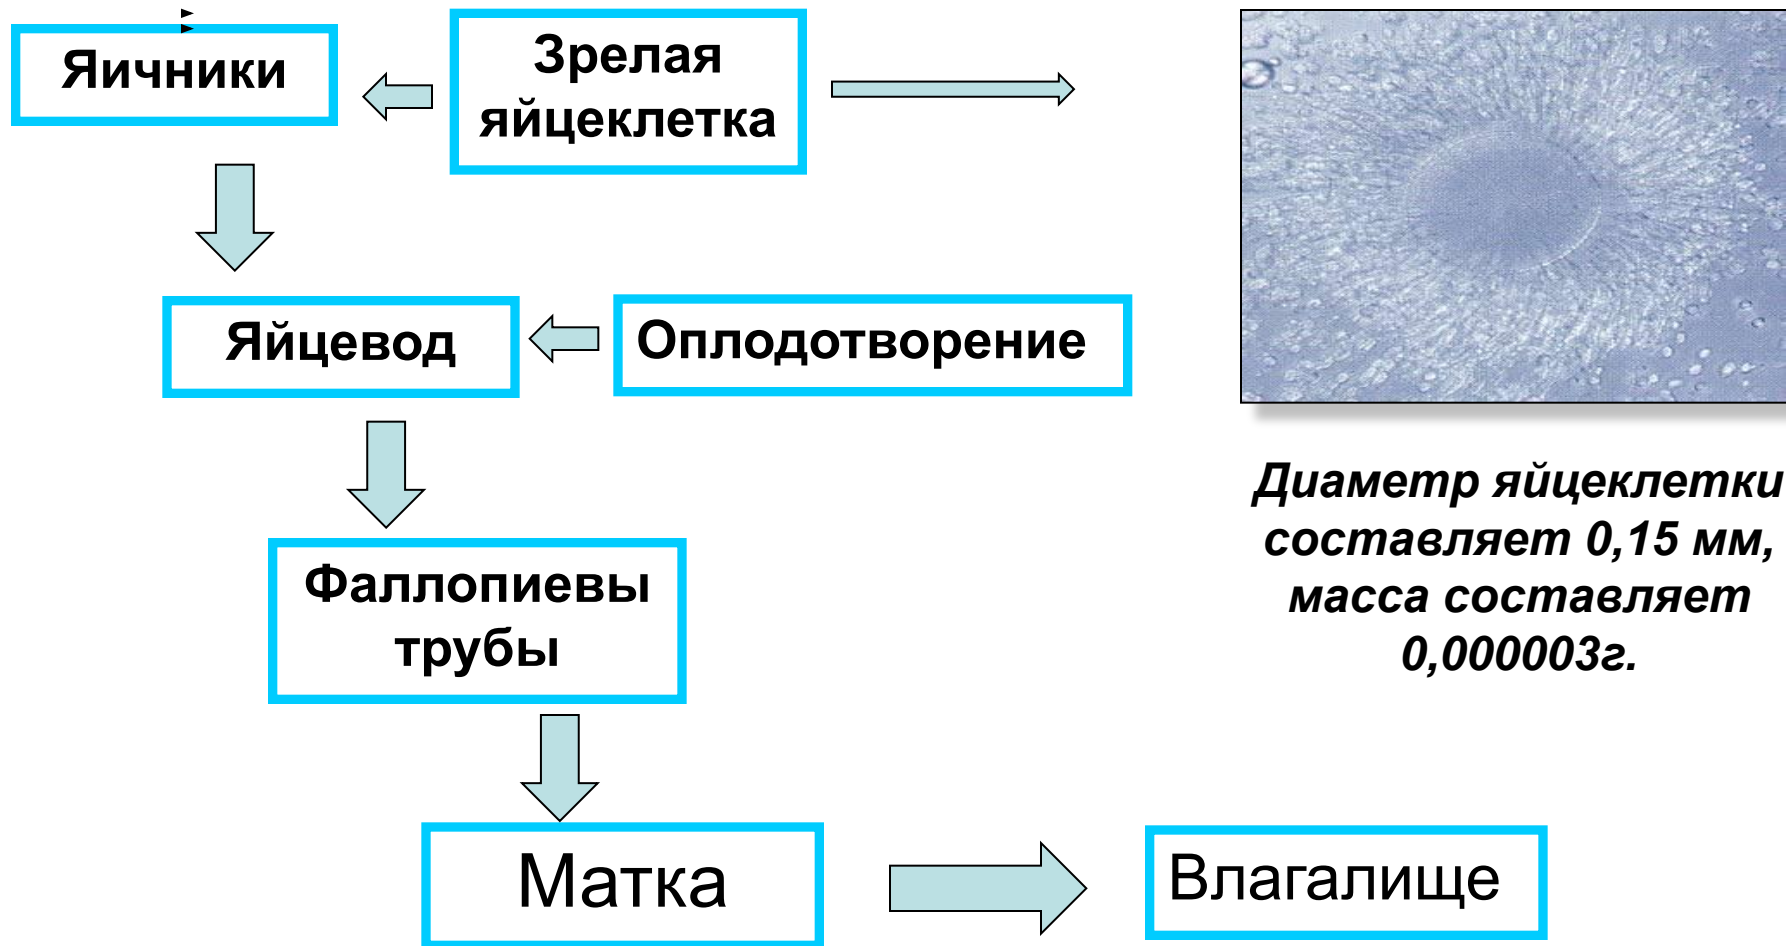 Яичники
Зрелая
яйцеклетка
Яйцевод
Оплодотворение
Фаллопиевы
трубы
Матка
Влагалище
Диаметр яйцеклетки
составляет 0,15 мм,
масса составляет
0,000003г.